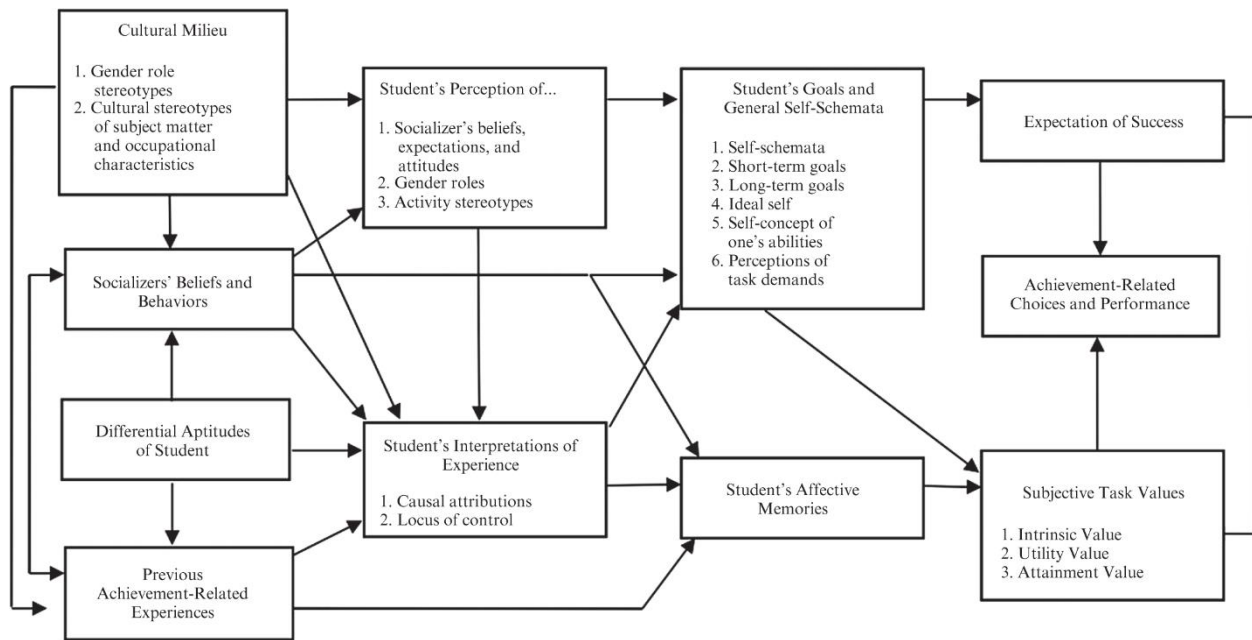 Cultural Milieu
1. Gender role
stereotypes
2. Cultural stereotypes
of subject matter
and occupational
characteristics
Socializers' Beliefs and
Behaviors
Differential Aptitudes
of Student
Previous
Achievement-Related
Experiences
Student's Perception of...
1. Socializer's beliefs,
expectations, and
attitudes
2. Gender roles
3. Activity stereotypes
Student's Interpretations of
Experience
1. Causal attributions
2. Locus of control
Student's Goals and
General Self-Schemata
1. Self-schemata
2. Short-term goals
3. Long-term goals
4. Ideal self
5. Self-concept of
one's abilities
6. Perceptions of
task demands
Student's Affective
Memories
Expectation of Success
Achievement-Related
Choices and Performance
Subjective Task Values
1. Intrinsic Value
2. Utility Value
3. Attainment Value